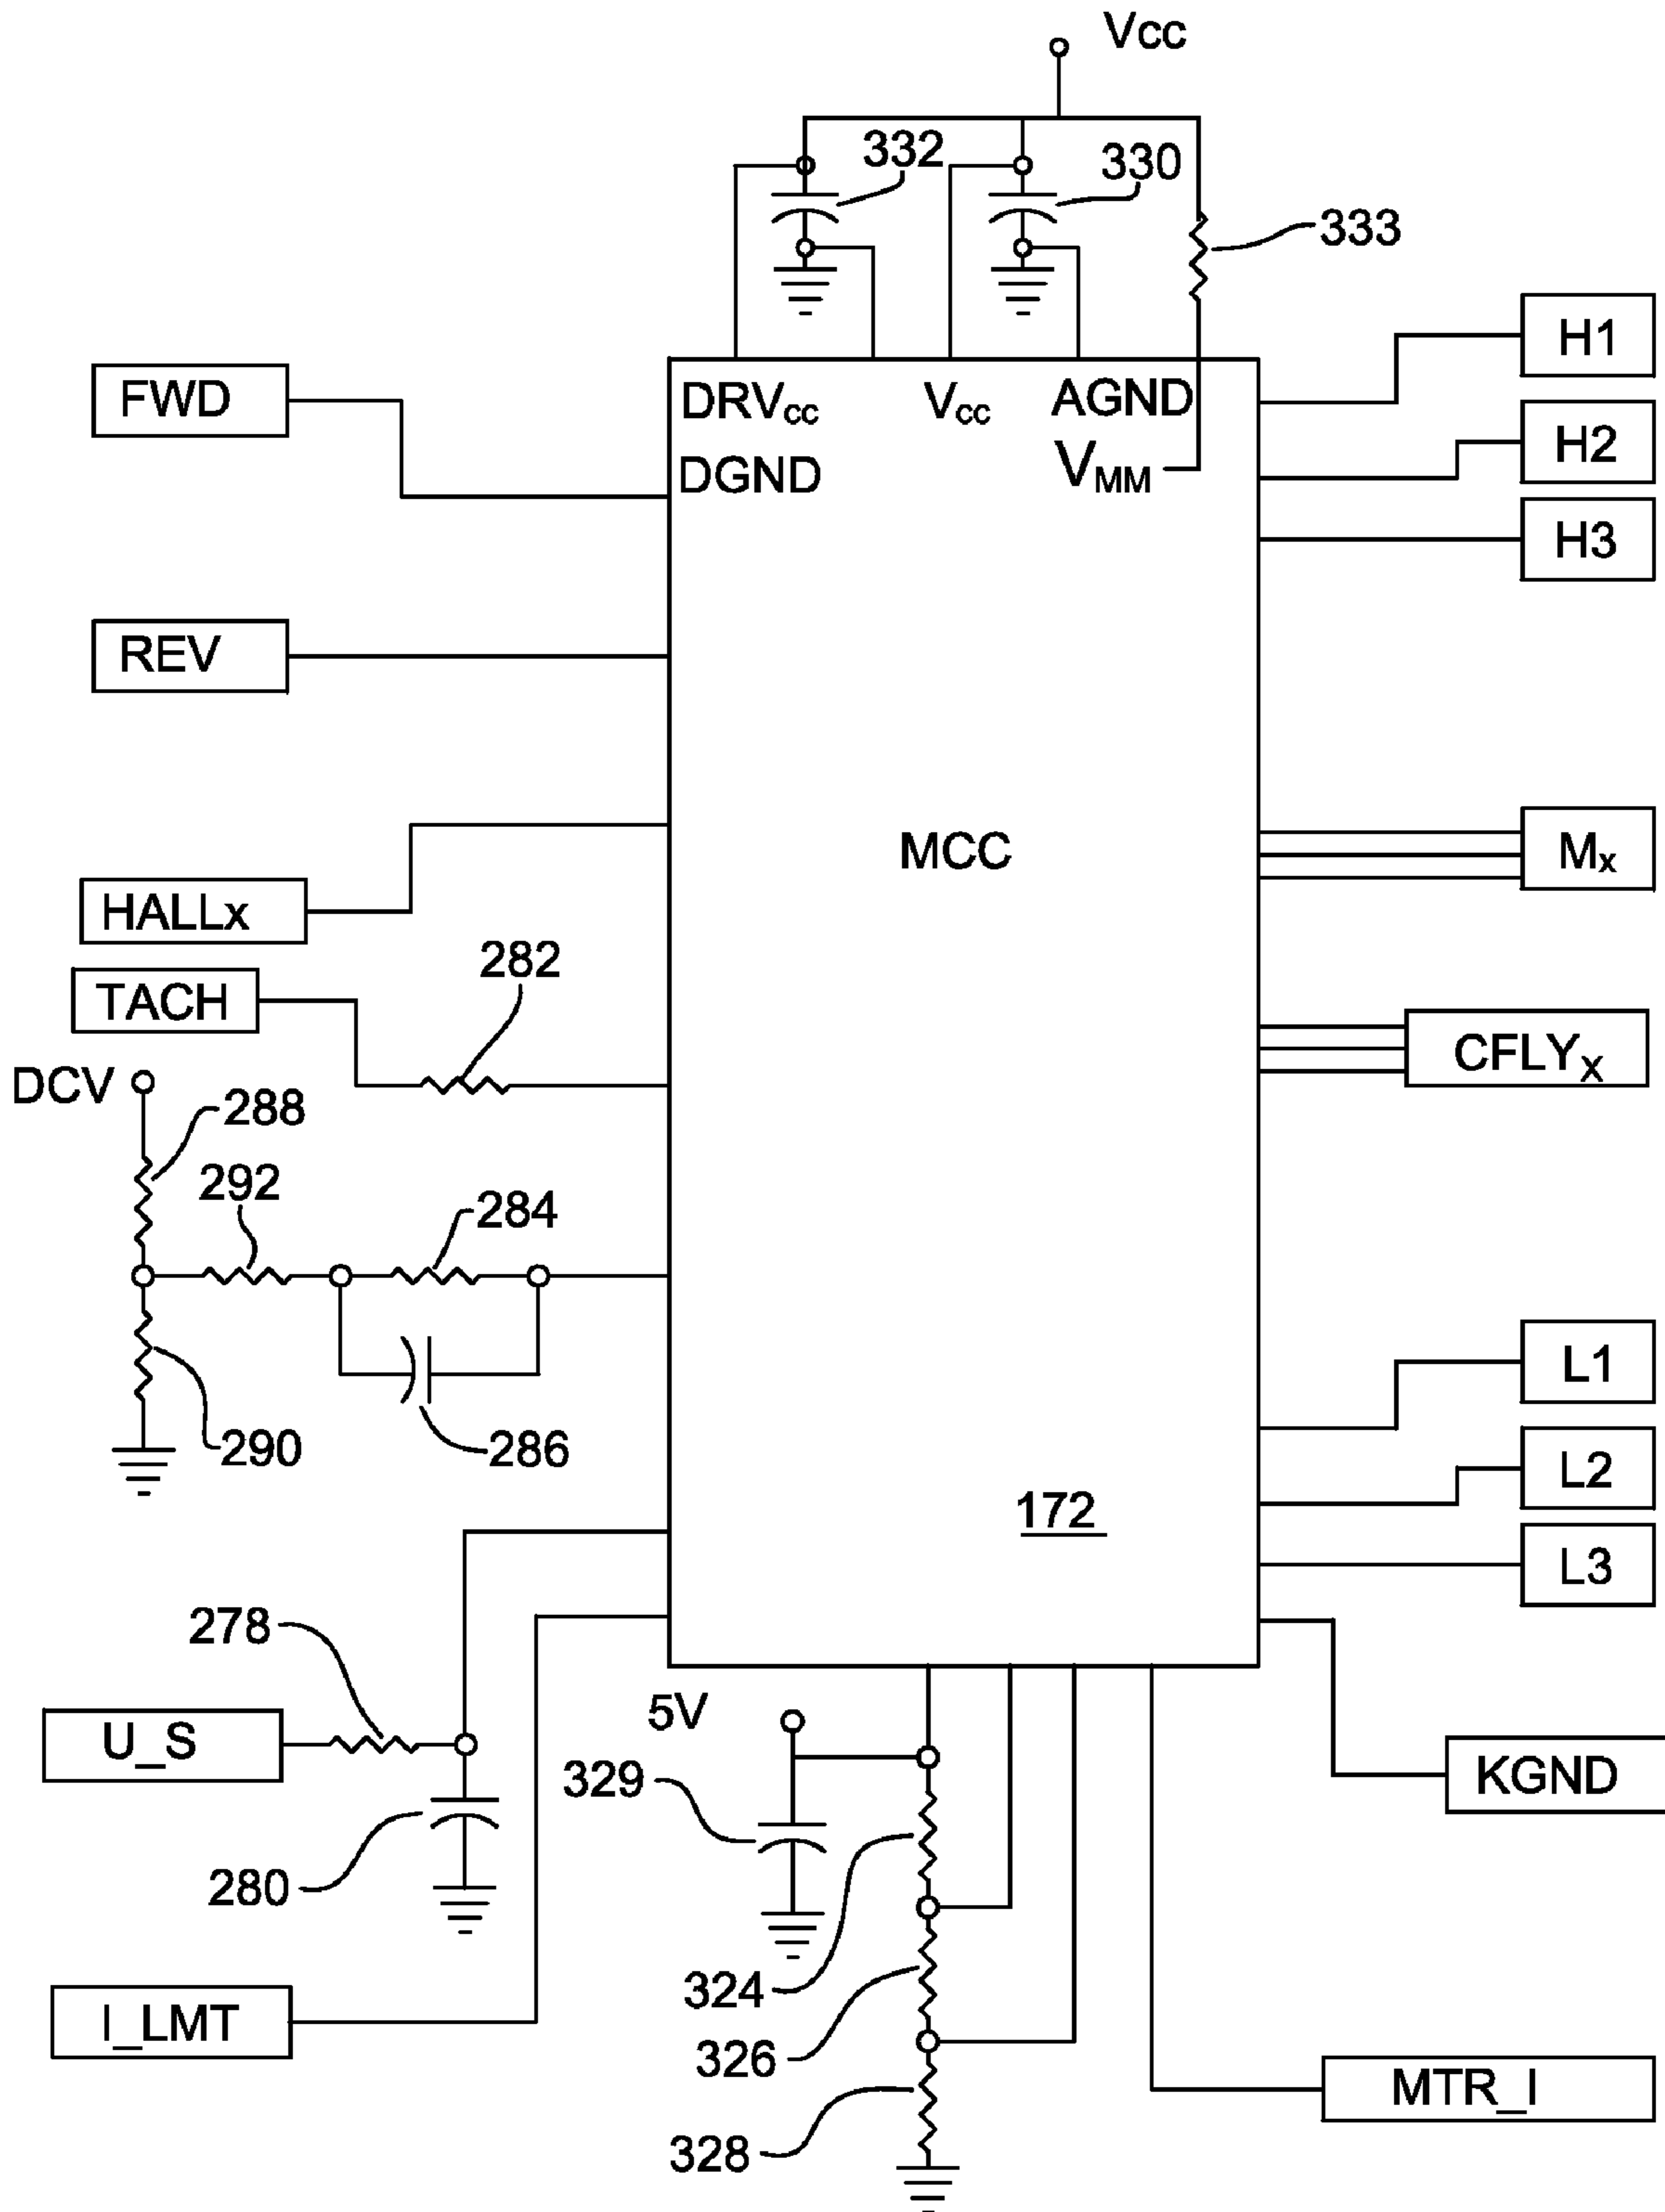 Vcc
332
330
333
H1
FWD
DRVcc
Vcc
AGND
H2
DGND
VMM
H3
REV
MCC
Mx
HALLx
282
TACH
CFLYX
DCV
288
292
284
L1
290
286
L2
172
L3
278
5V
U_S
329
KGND
280
324
I_LMT
326
MTR_I
328